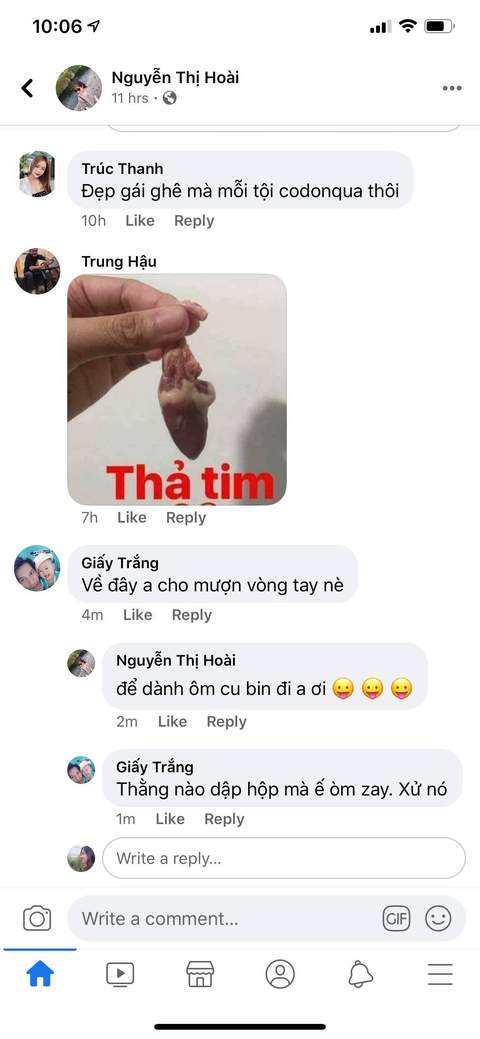 10:06
Nguyễn Thị Hoài
11 hrs ·
Trúc Thanh
Đẹp gái ghê mà mỗi tội codonqua thôi
10h Like Reply
Trung Hậu
Thả tim
7h Like Reply
Giấy Trắng
Về đây a cho mượn vòng tay nè
4m Like Reply
Nguyễn Thị Hoài
để dành ôm cu bin đi a ơi 😛 😛 😛
2m Like Reply
Giấy Trắng
Thằng nào dập hộp mà ế òm zay. Xử nó
1m Like Reply
Write a reply...
Write a comment...
GIF